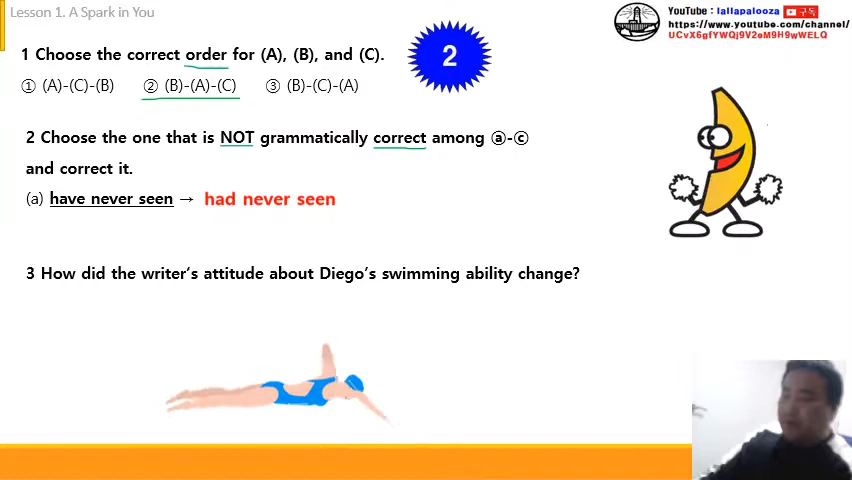 Lesson 1. A Spark in You
YouTube : lallapalooza 구독
https://www.youtube.com/channel/
UCvX6gfYWQj9V2eM9H9wWELQ
1 Choose the correct order for (A), (B), and (C).
2
① (A)-(C)-(B) ② (B)-(A)-(C) ③ (B)-(C)-(A)
2 Choose the one that is NOT grammatically correct among ⓐ-ⓒ
and correct it.
(a) have never seen → had never seen
3 How did the writer's attitude about Diego's swimming ability change?